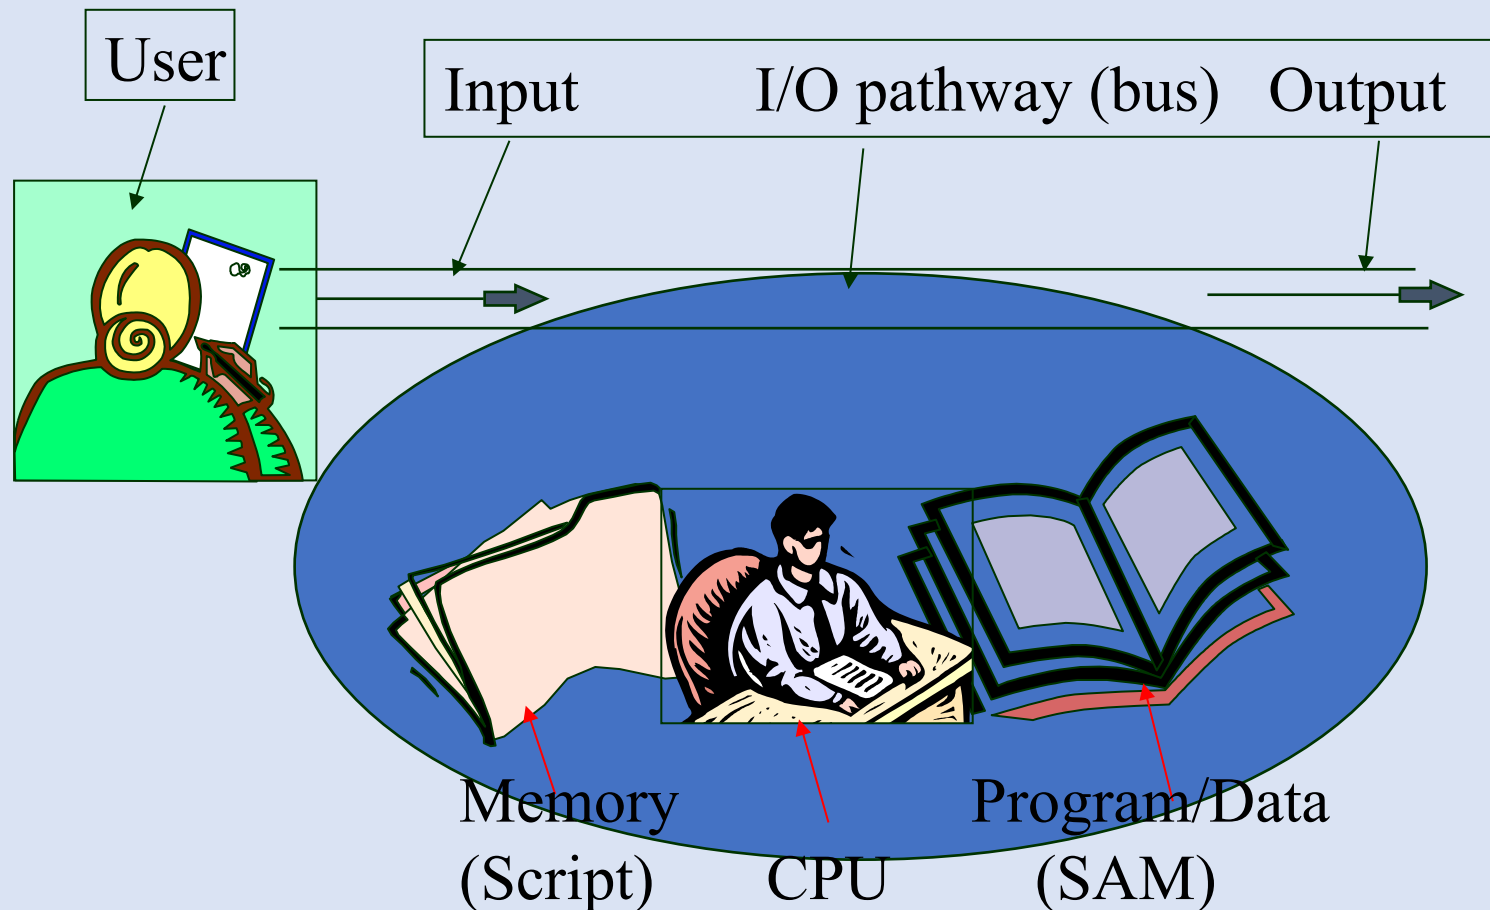 User
Input I/O pathway (bus) Output
Memory
(Script)
CPU
Program/Data
(SAM)